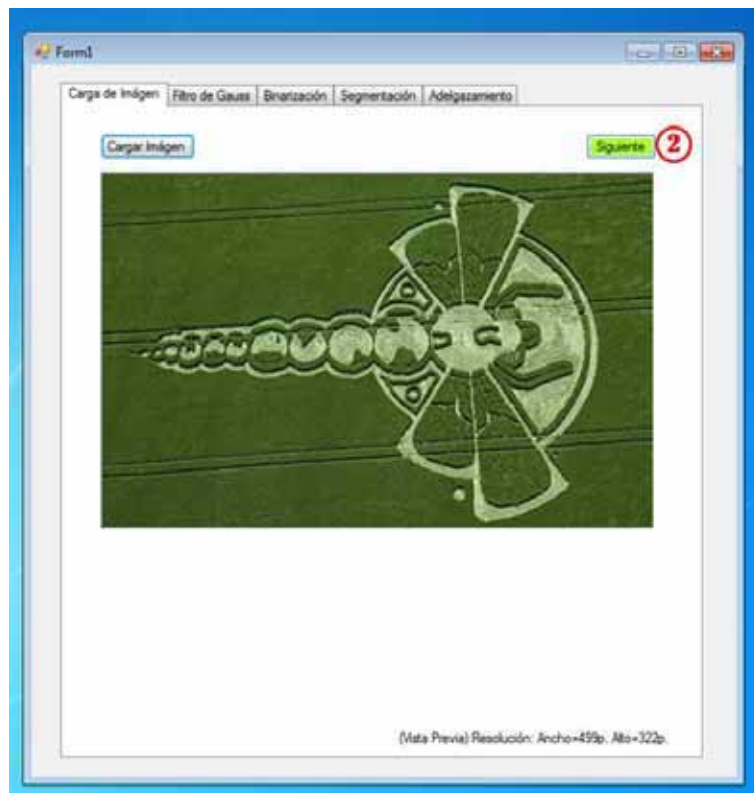 Form1
Carga de Imágen Filtro de Gauss Binarización Segmentación Adelgazamiento
Cargar Imágen Siguiente 2
(Vista Previa) Resolución: Ancho=499p. Alto=322p.